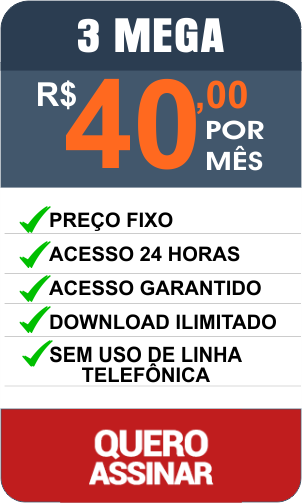 3 MEGA
R$ 40,00
POR
MÊS
PREÇO FIXO
ACESSO 24 HORAS
ACESSO GARANTIDO
DOWNLOAD ILIMITADO
SEM USO DE LINHA
TELEFÔNICA
QUERO
ASSINAR